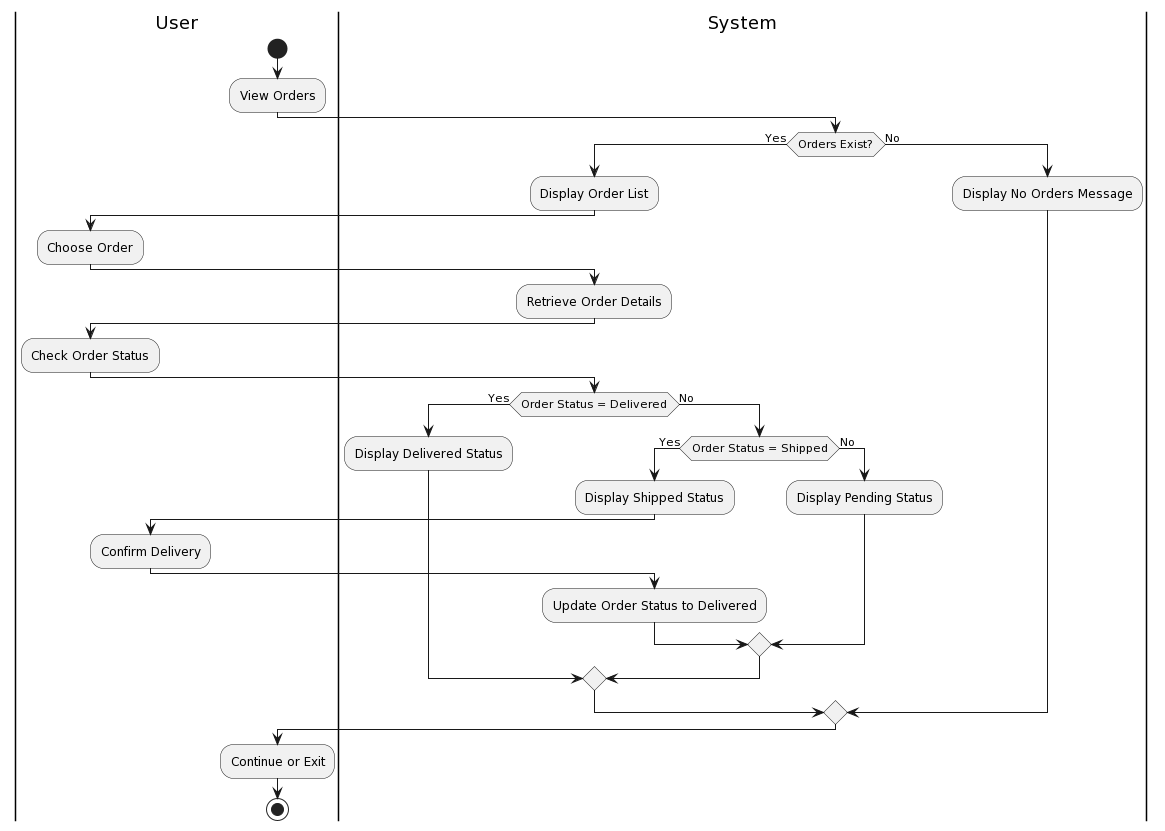 User
System
View Orders
Yes
Orders Exist?
No
Display Order List
Display No Orders Message
Choose Order
Retrieve Order Details
Check Order Status
Yes
Order Status = Delivered
No
Display Delivered Status
Yes
Order Status = Shipped
No
Display Shipped Status
Display Pending Status
Confirm Delivery
Update Order Status to Delivered
Continue or Exit